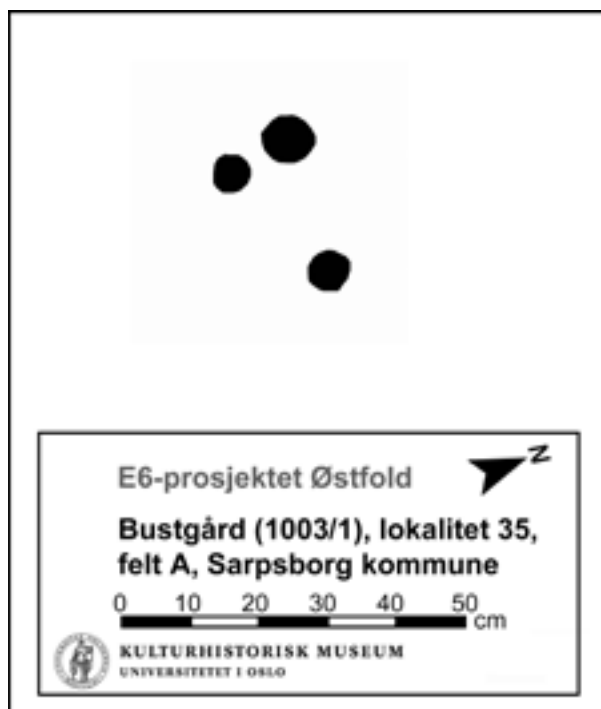 E6-prosjektet Østfold
N
Bustgård (1003/1), lokalitet 35,
felt A, Sarpsborg kommune
0 10 20 30 40 50
cm
KULTURHISTORISK MUSEUM
UNIVERSITETET I OSLO